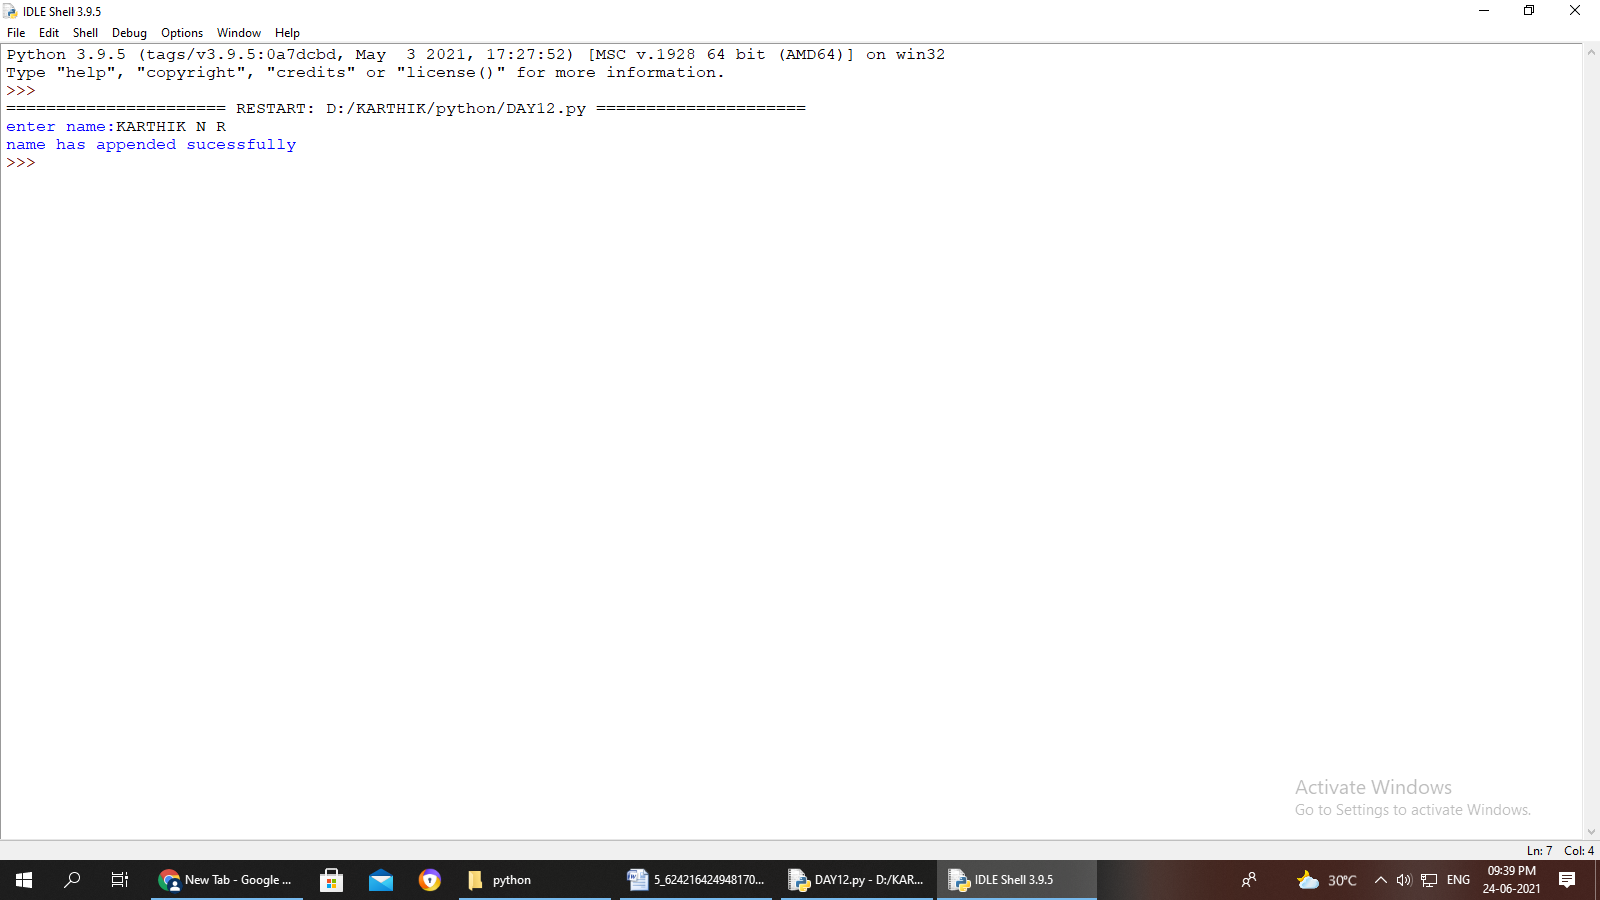 IDLE Shell 3.9.5
File Edit Shell Debug Options Window Help
Python 3.9.5 (tags/v3.9.5:0a7dcbd, May  3 2021, 17:27:52) [MSC v.1928 64 bit (AMD64)] on win32
Type "help", "copyright", "credits" or "license()" for more information.
>>>
====================== RESTART: D:/KARTHIK/python/DAY12.py =====================
enter name:KARTHIK N R
name has appended sucessfully
>>>
Activate Windows
Go to Settings to activate Windows.
Ln: 7 Col: 4
New Tab - Google ... python 5_624216424948170... DAY12.py - D:/KAR... IDLE Shell 3.9.5 30°C ENG 09:39 PM
24-06-2021